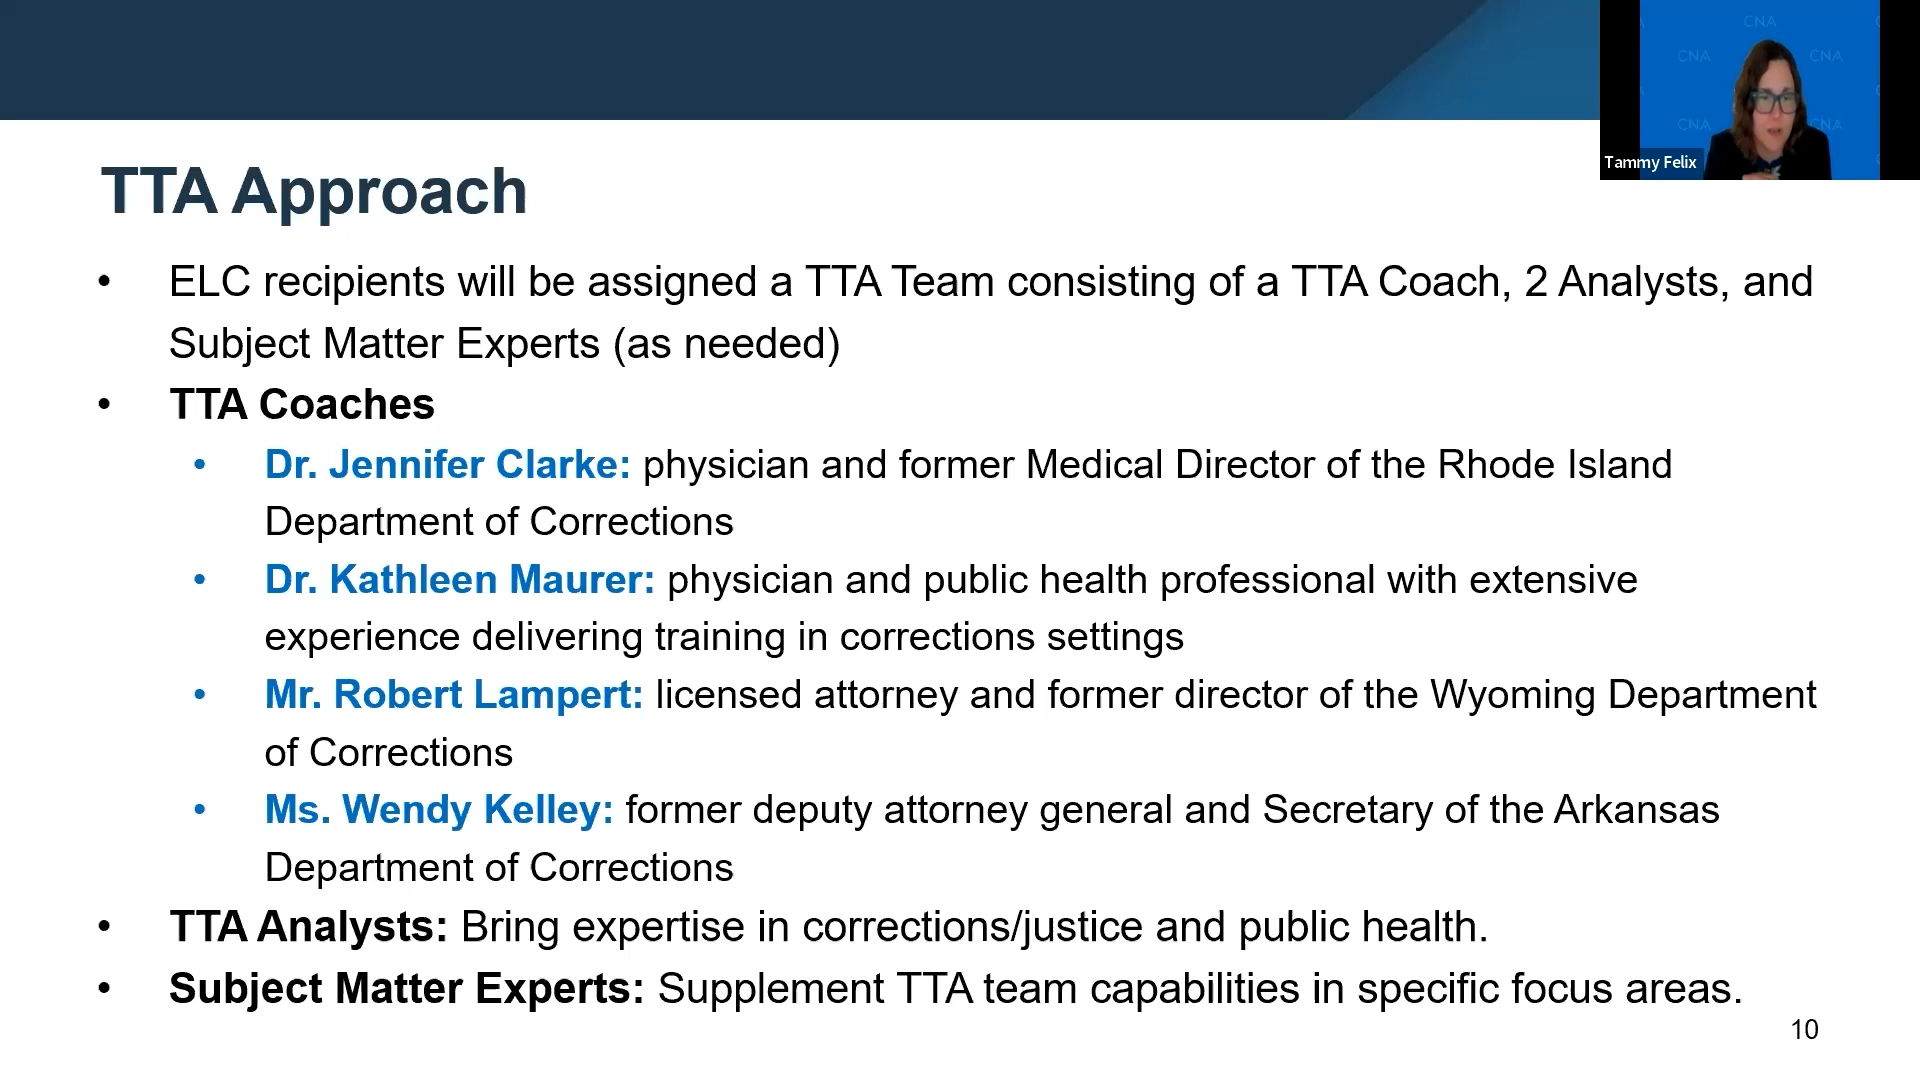 CNA
CNA CNA
CNA CNA
Tammy Felix
TTA Approach
• ELC recipients will be assigned a TTA Team consisting of a TTA Coach, 2 Analysts, and
Subject Matter Experts (as needed)
• TTA Coaches
• Dr. Jennifer Clarke: physician and former Medical Director of the Rhode Island
Department of Corrections
• Dr. Kathleen Maurer: physician and public health professional with extensive
experience delivering training in corrections settings
• Mr. Robert Lampert: licensed attorney and former director of the Wyoming Department
of Corrections
• Ms. Wendy Kelley: former deputy attorney general and Secretary of the Arkansas
Department of Corrections
• TTA Analysts: Bring expertise in corrections/justice and public health.
• Subject Matter Experts: Supplement TTA team capabilities in specific focus areas.
10